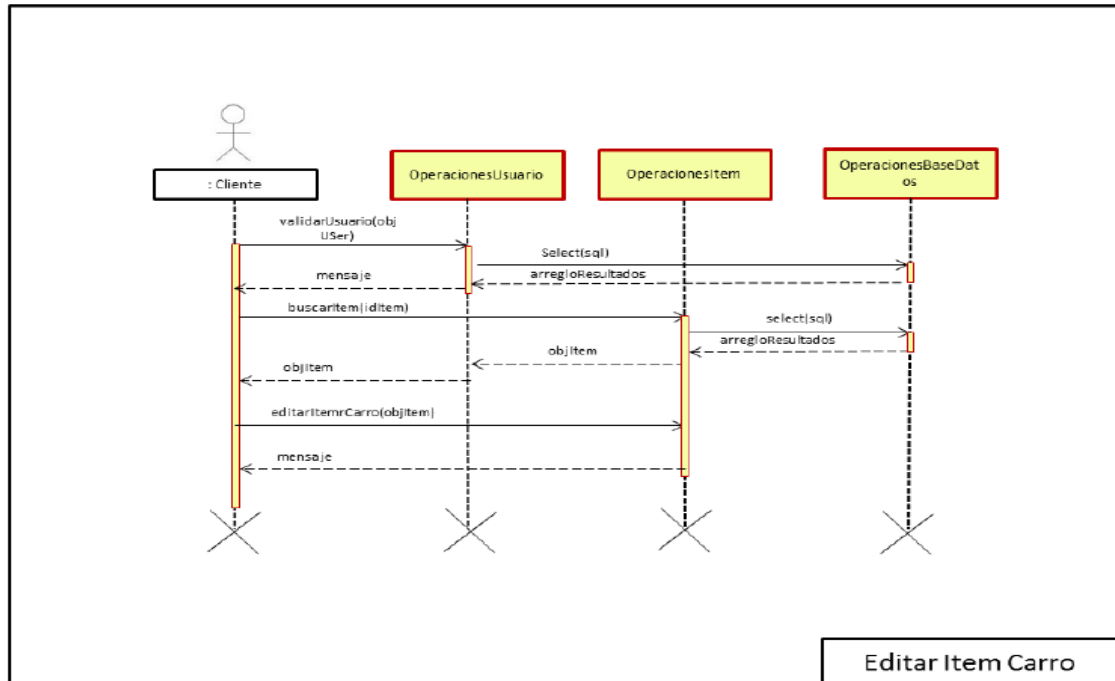 : Cliente
OperacionesUsuario
OperacionesItem
OperacionesBaseDat
os
validarUsuario(obj
USer)
Select(sql)
arregloResultados
mensaje
buscarItem(idItem)
select(sql)
arregloResultados
objItem
objItem
editarItemrCarro(objItem)
mensaje
Editar Item Carro